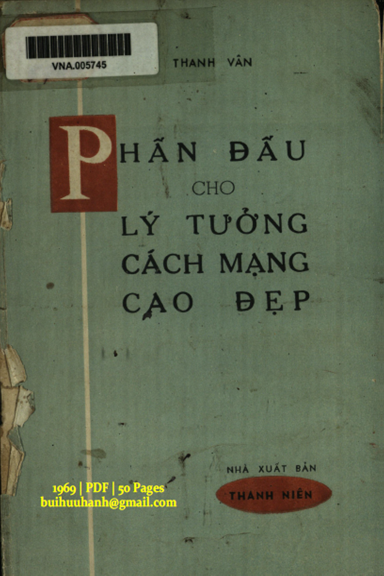 VNA.005745
THANH VÂN
PHẤN ĐẤU
CHO
LÝ TƯỞNG
CÁCH MẠNG
CAO ĐẸP
NHÀ XUẤT BẢN
THANH NIÊN
1969 | PDF | 50 Pages
buihuuhanh@gmail.com